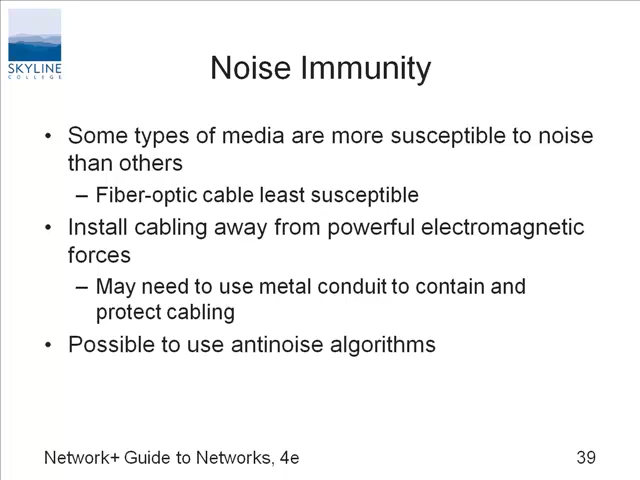 SKYLINE
COLLEGE
Noise Immunity
• Some types of media are more susceptible to noise
than others
– Fiber-optic cable least susceptible
• Install cabling away from powerful electromagnetic
forces
– May need to use metal conduit to contain and
protect cabling
• Possible to use antinoise algorithms
Network+ Guide to Networks, 4e
39